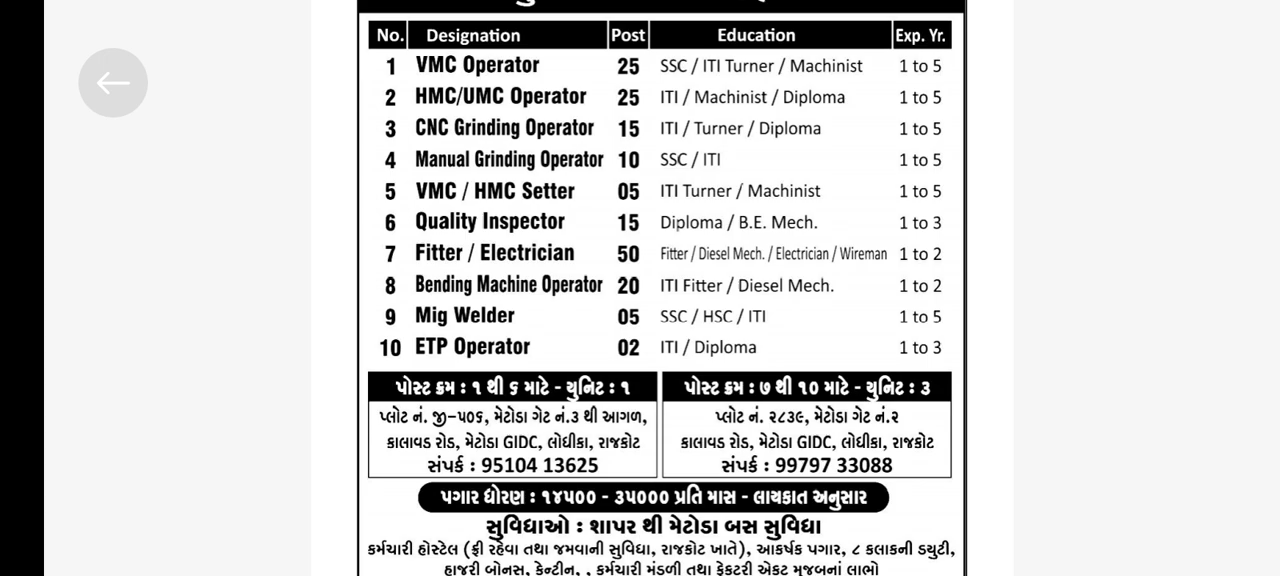 No. Designation Post Education Exp. Yr.
1 VMC Operator 25 SSC / ITI Turner / Machinist 1 to 5
2 HMC/UMC Operator 25 ITI / Machinist / Diploma 1 to 5
3 CNC Grinding Operator 15 ITI / Turner / Diploma 1 to 5
4 Manual Grinding Operator 10 SSC / ITI 1 to 5
5 VMC / HMC Setter 05 ITI Turner / Machinist 1 to 5
6 Quality Inspector 15 Diploma / B.E. Mech. 1 to 3
7 Fitter / Electrician 50 Fitter / Diesel Mech. / Electrician / Wireman 1 to 2
8 Bending Machine Operator 20 ITI Fitter / Diesel Mech. 1 to 2
9 Mig Welder 05 SSC / HSC / ITI 1 to 5
10 ETP Operator 02 ITI / Diploma 1 to 3
પોસ્ટ ક્રમ : ૧ થી ૬ માટે - યુનિટ : ૧
પ્લોટ નં. જી-૫૦૬, મેટોડા ગેટ નં.૩ થી આગળ,
કાલાવડ રોડ, મેટોડા GIDC, લોધીકા, રાજકોટ
સંપર્ક : 95104 13625
પોસ્ટ ક્રમ : ૭ થી ૧૦ માટે - યુનિટ : ૩
પ્લોટ નં. ૨૮૩૯, મેટોડા ગેટ નં.૨
કાલાવડ રોડ, મેટોડા GIDC, લોધીકા, રાજકોટ
સંપર્ક : 99797 33088
પગાર ધોરણ : ૧૪૫૦૦ - ૩૫૦૦૦ પ્રતિ માસ - લાયકાત અનુસાર
સુવિધાઓ : શાપર થી મેટોડા બસ સુવિધા
કર્મચારી હોસ્ટેલ (ફ્રી રહેવા તથા જમવાની સુવિધા, રાજકોટ ખાતે), આકર્ષક પગાર, ૮ કલાકની ડયુટી,
હાજરી બોનસ, કેન્ટીન, , કર્મચારી મંડળી તથા ફેકટરી એકટ મુજબનાં લાભો